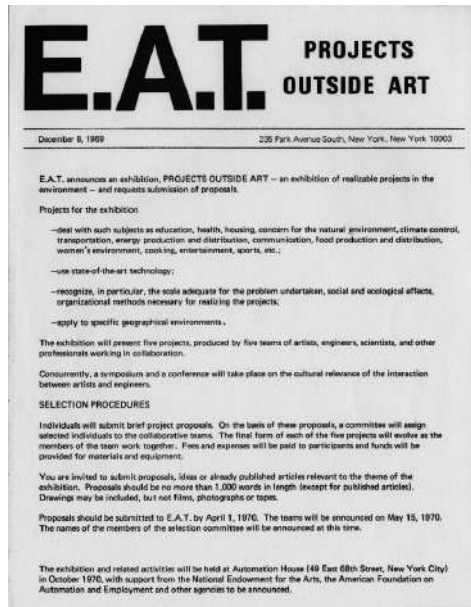 E.A.T.
PROJECTS
OUTSIDE ART
December 8, 1969
235 Park Avenue South, New York, New York 10003
E.A.T. announces an exhibition, PROJECTS OUTSIDE ART — an exhibition of realizable projects in the
environment — and requests submission of proposals.
Projects for the exhibition
—deal with such subjects as education, health, housing, concern for the natural environment, climate control,
transportation, energy production and distribution, communication, food production and distribution,
women's environment, cooking, entertainment, sports, etc.;
—use state-of-the-art technology;
—recognize, in particular, the scale adequate for the problem undertaken, social and ecological effects,
organizational methods necessary for realizing the projects;
—apply to specific geographical environments.
The exhibition will present five projects, produced by five teams of artists, engineers, scientists, and other
professionals working in collaboration.
Concurrently, a symposium and a conference will take place on the cultural relevance of the interaction
between artists and engineers.
SELECTION PROCEDURES
Individuals will submit brief project proposals. On the basis of these proposals, a committee will assign
selected individuals to the collaborative teams. The final form of each of the five projects will evolve as the
members of the team work together. Fees and expenses will be paid to participants and funds will be
provided for materials and equipment.
You are invited to submit proposals, ideas or already published articles relevant to the theme of the
exhibition. Proposals should be no more than 1,000 words in length (except for published articles).
Drawings may be included, but not films, photographs or tapes.
Proposals should be submitted to E.A.T. by April 1, 1970. The teams will be announced on May 15, 1970.
The names of the members of the selection committee will be announced at this time.
The exhibition and related activities will be held at Automation House (49 East 68th Street, New York City)
in October 1970, with support from the National Endowment for the Arts, the American Foundation on
Automation and Employment and other agencies to be announced.